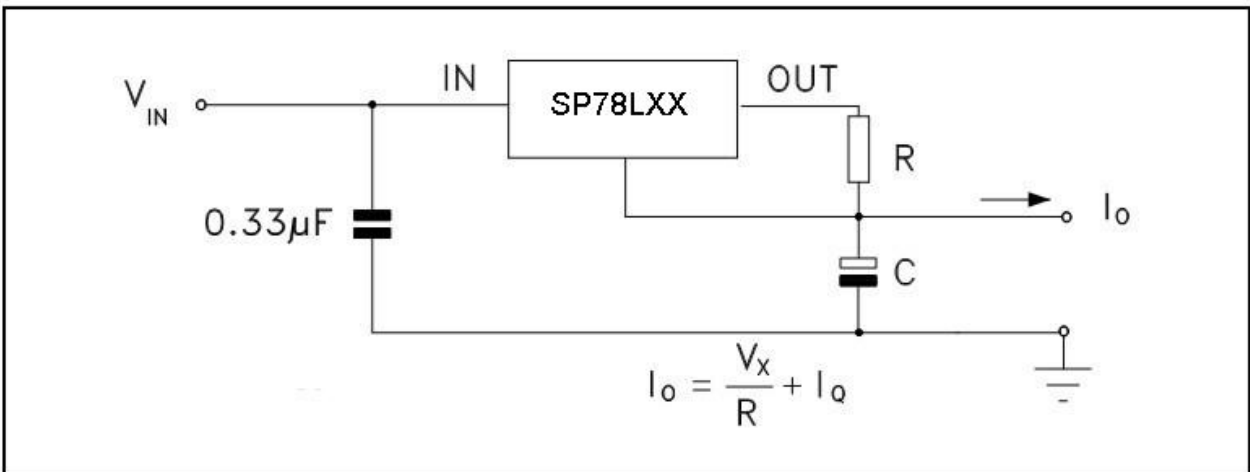 V_IN
IN
SP78LXX
OUT
R
0.33µF
I_O
C
I_O = V_X / R + I_Q